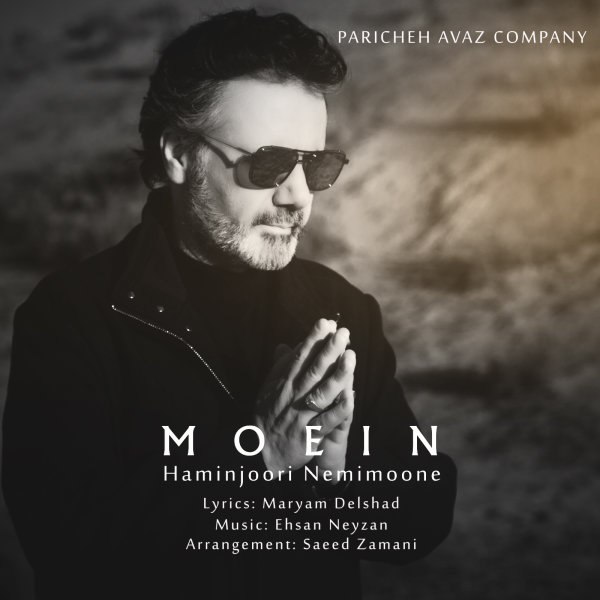 PARICHEH AVAZ COMPANY
MOEIN
Haminjoori Nemimoone
Lyrics: Maryam Delshad
Music: Ehsan Neyzan
Arrangement: Saeed Zamani